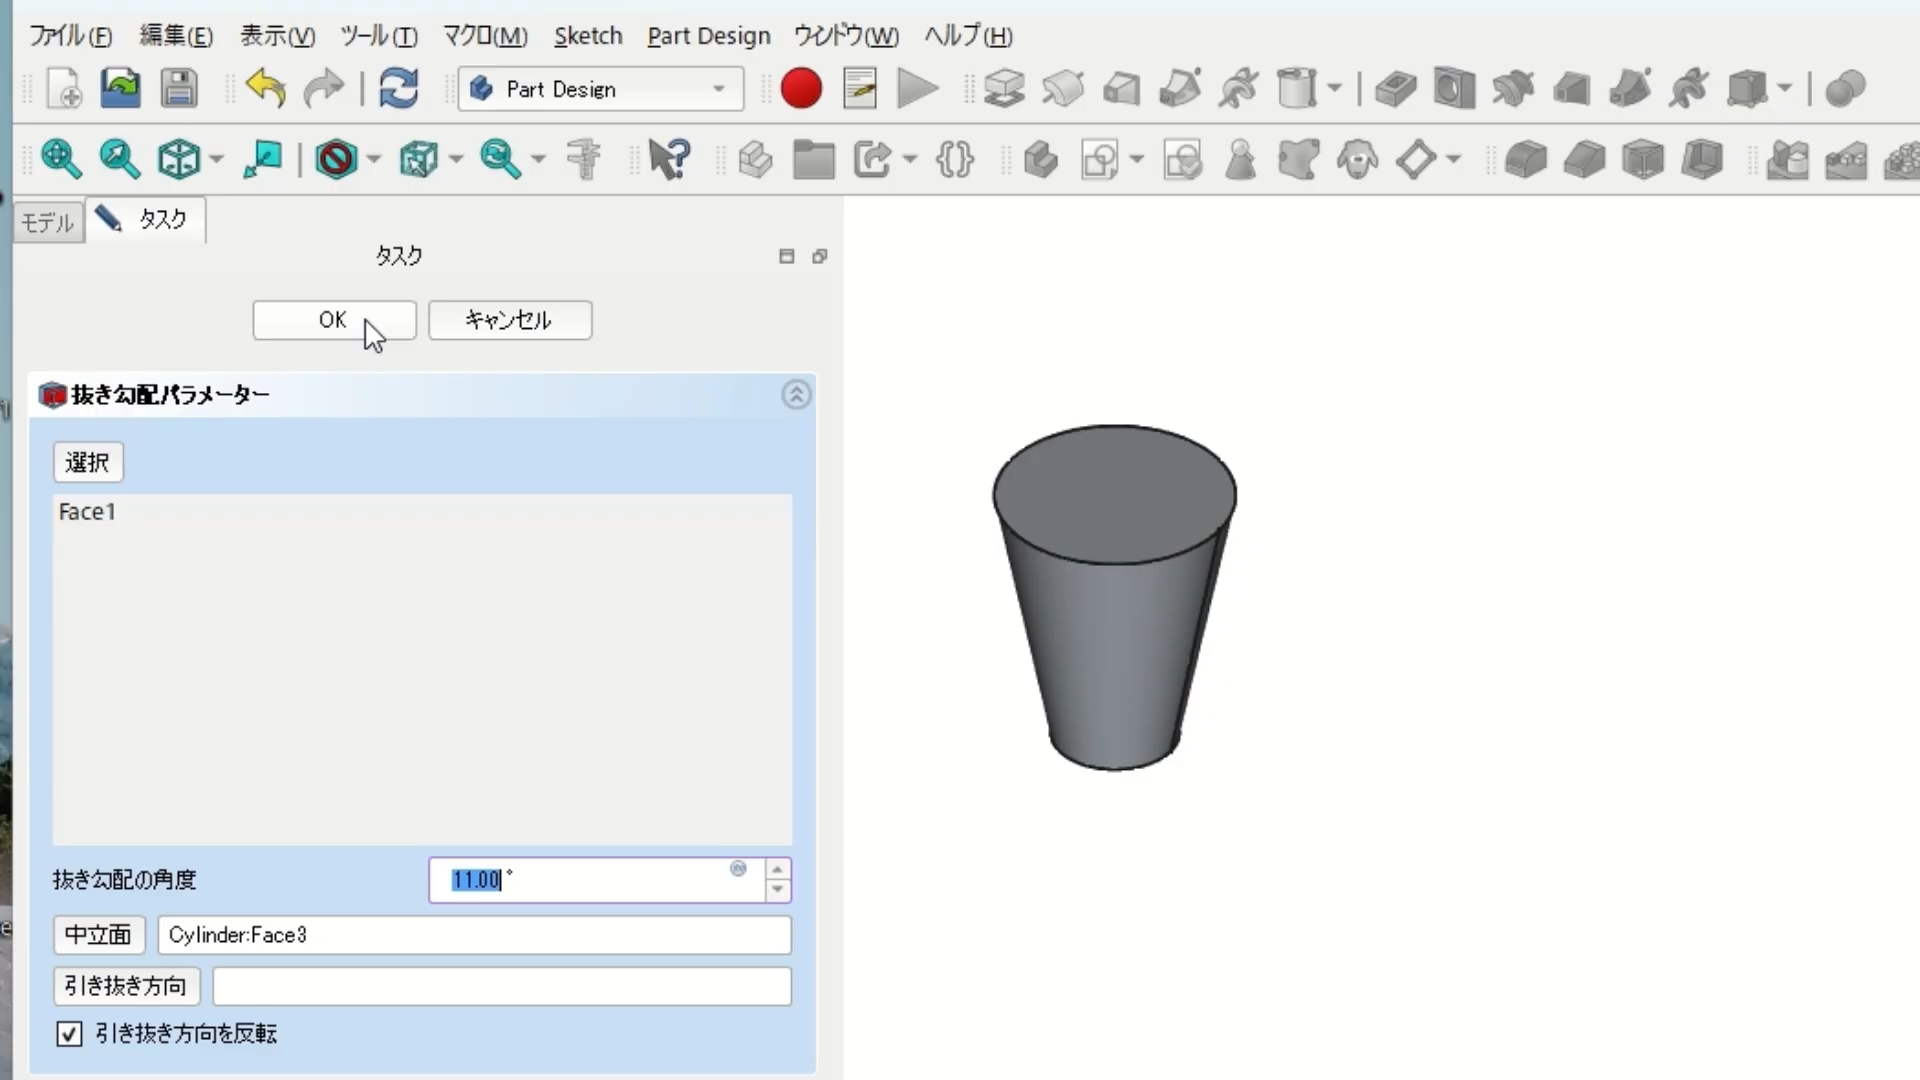 ファイル(F) 編集(E) 表示(V) ツール(T) マクロ(M) Sketch Part Design ウィンドウ(W) ヘルプ(H)
Part Design
モデル タスク
タスク
OK キャンセル
抜き勾配パラメーター
選択
Face1
抜き勾配の角度 11.00 °
中立面 Cylinder:Face3
引き抜き方向
引き抜き方向を反転